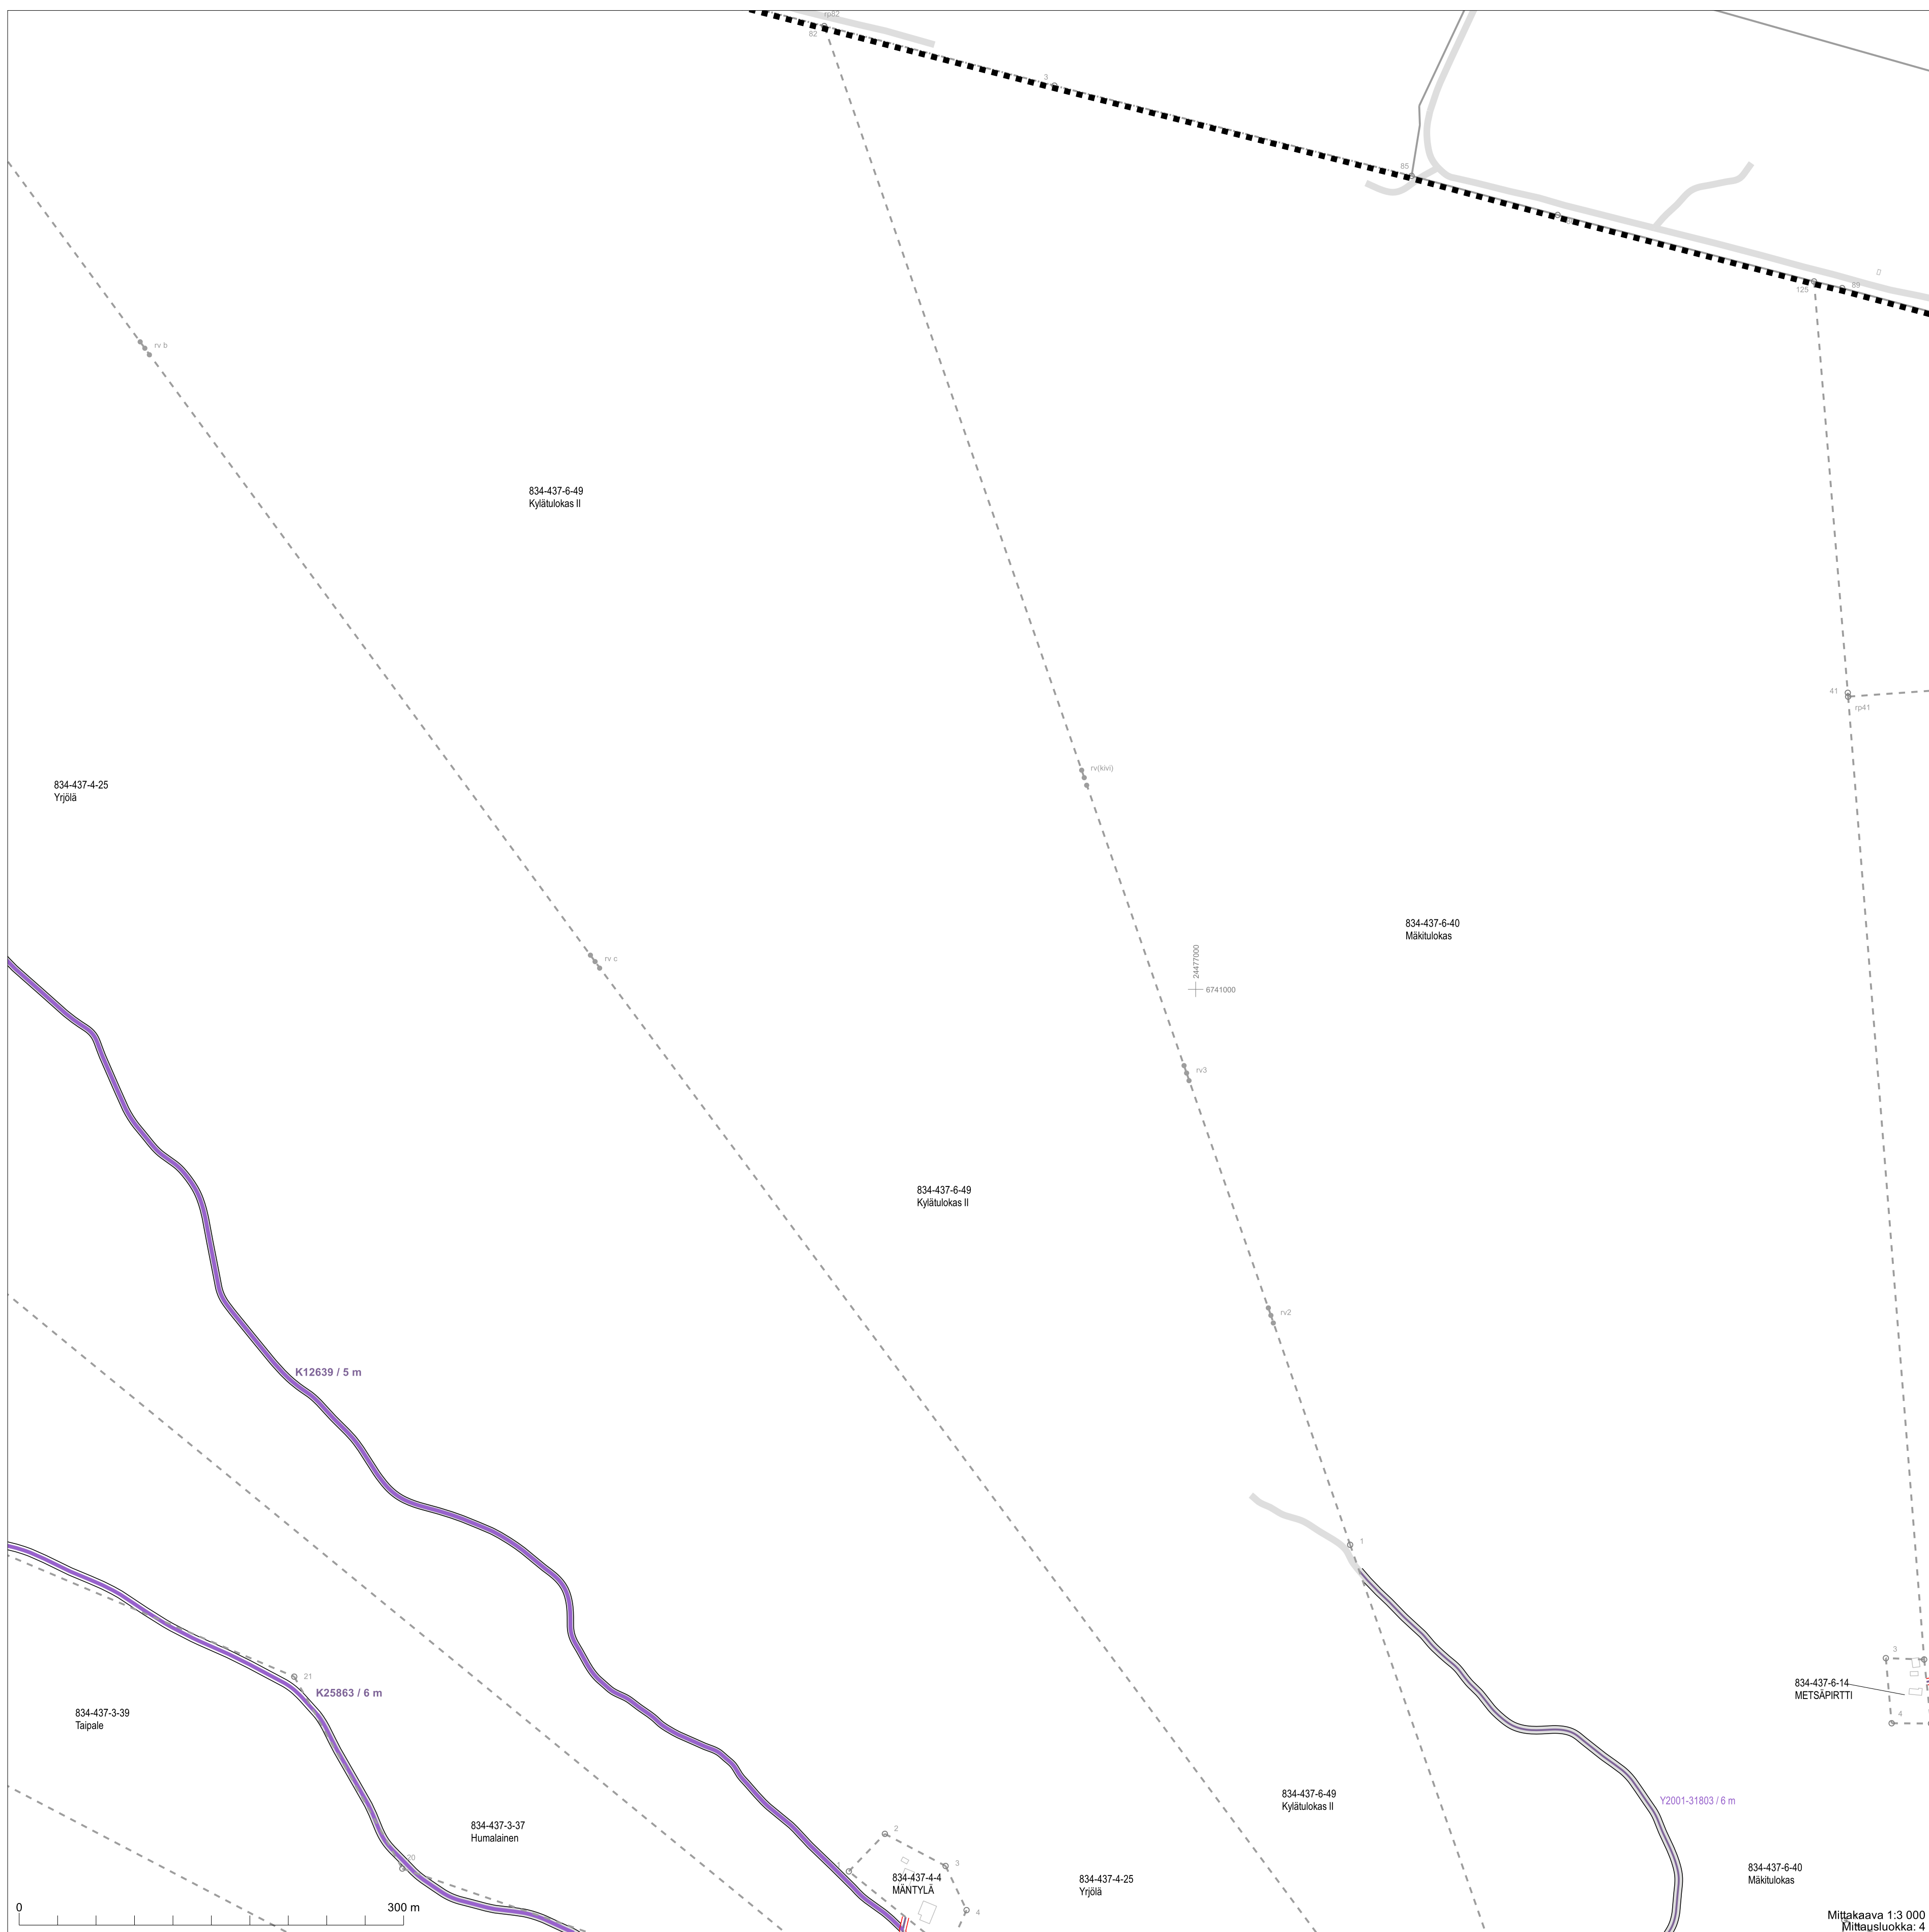 rp82
82
3
85
89
125
rv b
834-437-6-49
Kylätulokas II
41
rp41
rv(kivi)
834-437-4-25
Yrjölä
834-437-6-40
Mäkitulokas
24477000
6741000
rv c
rv3
834-437-6-49
Kylätulokas II
rv2
K12639 / 5 m
1
3
21
834-437-6-14
METSÄPIRTTI
K25863 / 6 m
834-437-3-39
Taipale
4
834-437-6-49
Kylätulokas II
Y2001-31803 / 6 m
834-437-3-37
Humalainen
2
20
3
834-437-4-4
MÄNTYLÄ
834-437-4-25
Yrjölä
834-437-6-40
Mäkitulokas
4
0
300 m
Mittakaava 1:3 000
Mittausluokka: 4